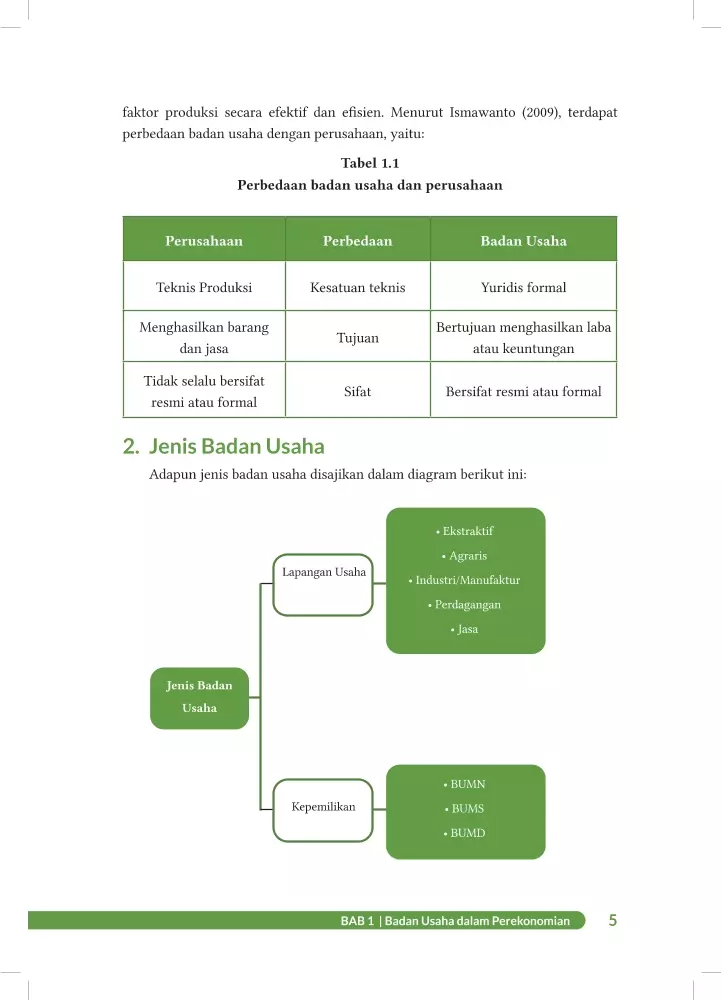 faktor produksi secara efektif dan efisien. Menurut Ismawanto (2009), terdapat
perbedaan badan usaha dengan perusahaan, yaitu:
Tabel 1.1
Perbedaan badan usaha dan perusahaan
Perusahaan Perbedaan Badan Usaha
Teknis Produksi Kesatuan teknis Yuridis formal
Menghasilkan barang
dan jasa
Tujuan
Bertujuan menghasilkan laba
atau keuntungan
Tidak selalu bersifat
resmi atau formal
Sifat
Bersifat resmi atau formal
2. Jenis Badan Usaha
Adapun jenis badan usaha disajikan dalam diagram berikut ini:
Jenis Badan
Usaha
Lapangan Usaha
• Ekstraktif
• Agraris
• Industri/Manufaktur
• Perdagangan
• Jasa
Kepemilikan
• BUMN
• BUMS
• BUMD
BAB 1 | Badan Usaha dalam Perekonomian 5